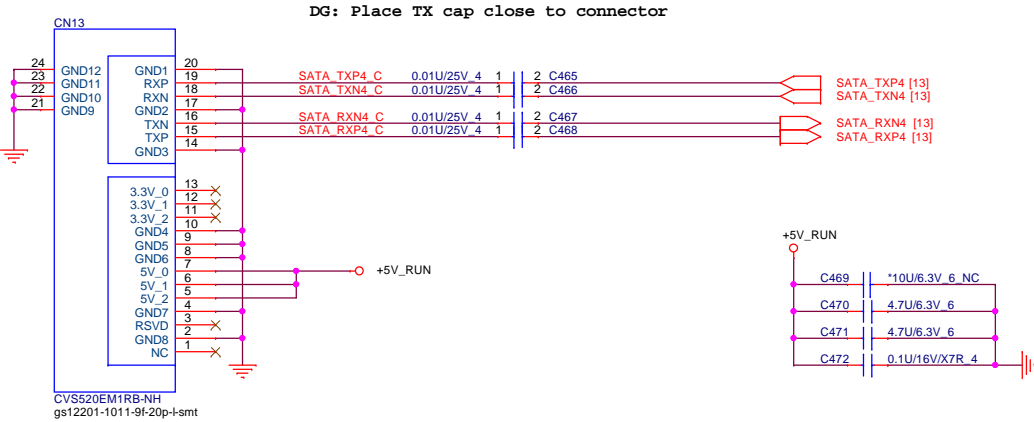 DG: Place TX cap close to connector
CN13
24 GND12 GND1 20
23 GND11 RXP 19 SATA_TXP4_C 0.01U/25V_4 1 2 C465 SATA_TXP4 [13]
22 GND10 RXN 18 SATA_TXN4_C 0.01U/25V_4 1 2 C466 SATA_TXN4 [13]
21 GND9 GND2 17
TXN 16 SATA_RXN4_C 0.01U/25V_4 1 2 C467 SATA_RXN4 [13]
TXP 15 SATA_RXP4_C 0.01U/25V_4 1 2 C468 SATA_RXP4 [13]
GND3 14
3.3V_0 13
3.3V_1 12
3.3V_2 11
GND4 10
GND5 9
GND6 8
5V_0 7 +5V_RUN
5V_1 6
5V_2 5
GND7 4
RSVD 3
GND8 2
NC 1
+5V_RUN
C469 *10U/6.3V_6_NC
C470 4.7U/6.3V_6
C471 4.7U/6.3V_6
C472 0.1U/16V/X7R_4
CVS520EM1RB-NH
gs12201-1011-9f-20p-l-smt